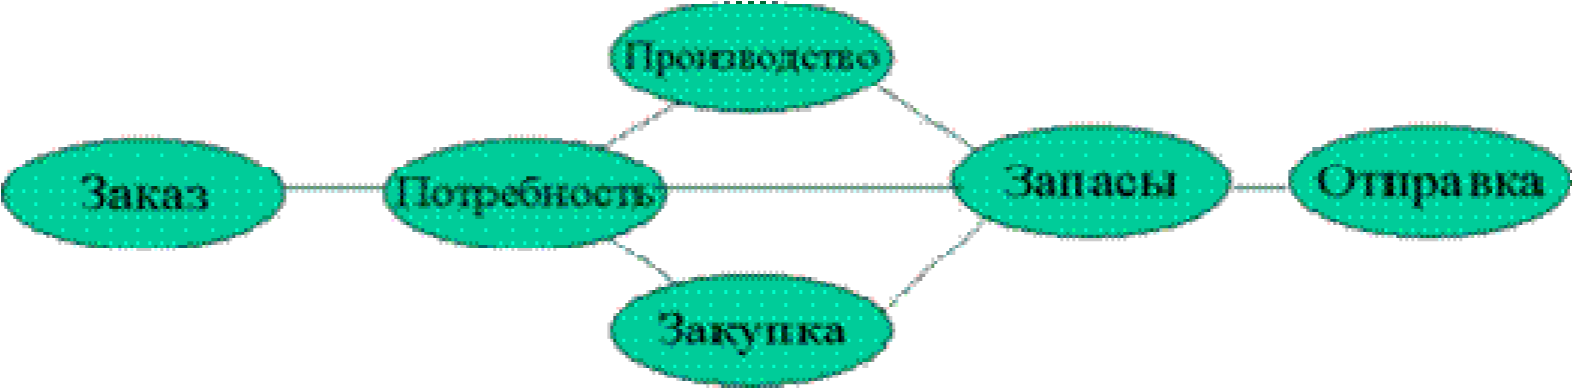 Производство
Заказ
Потребность
Запасы
Отправка
Закупка